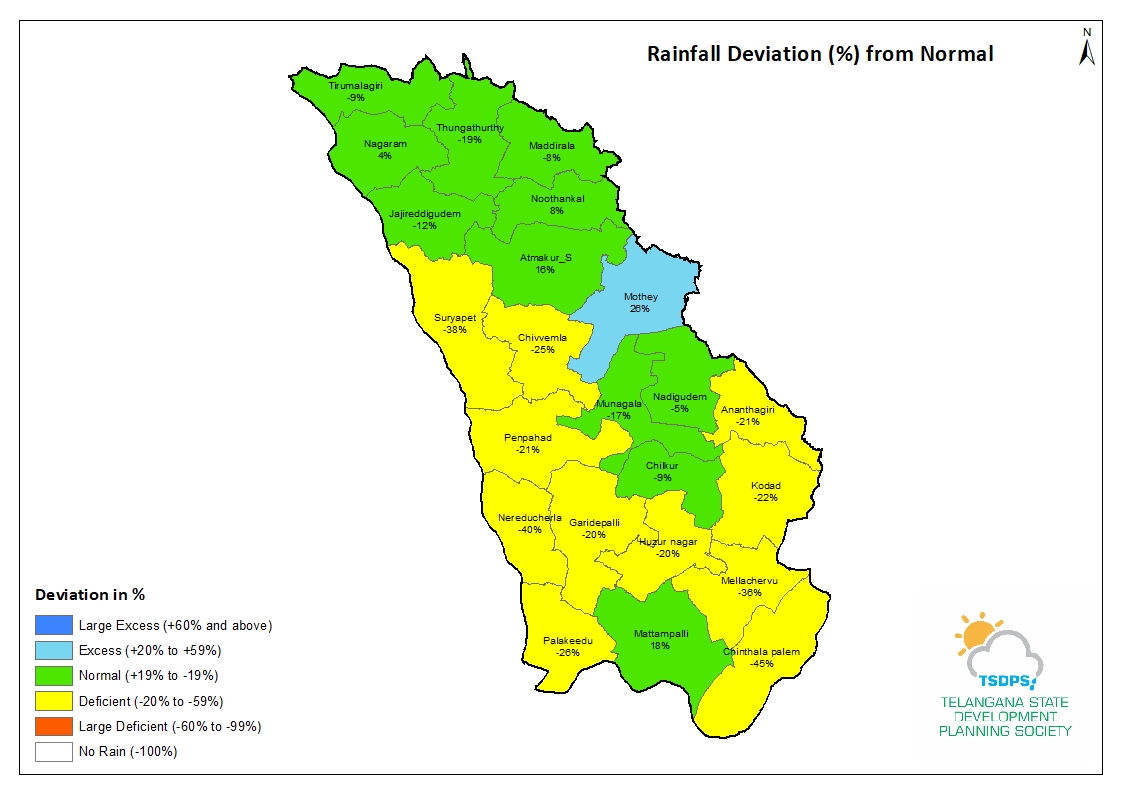 Rainfall Deviation (%) from Normal
N
Tirumalagiri
-9%
Thungathurthy
-19%
Nagaram
4%
Maddirala
-8%
Noothankal
8%
Jajireddigudem
-12%
Atmakur_S
16%
Mothey
26%
Suryapet
-38%
Chivvemla
-25%
Munagala
-17%
Nadigudem
-5%
Ananthagiri
-21%
Penpahad
-21%
Chilkur
-9%
Kodad
-22%
Nereducherla
-40%
Garidepalli
-20%
Huzur nagar
-20%
Mellachervu
-36%
Palakeedu
-26%
Mattampalli
18%
Chinthala palem
-45%
Deviation in %
Large Excess (+60% and above)
Excess (+20% to +59%)
Normal (+19% to -19%)
Deficient (-20% to -59%)
Large Deficient (-60% to -99%)
No Rain (-100%)
TSDPS
TELANGANA STATE
DEVELOPMENT
PLANNING SOCIETY